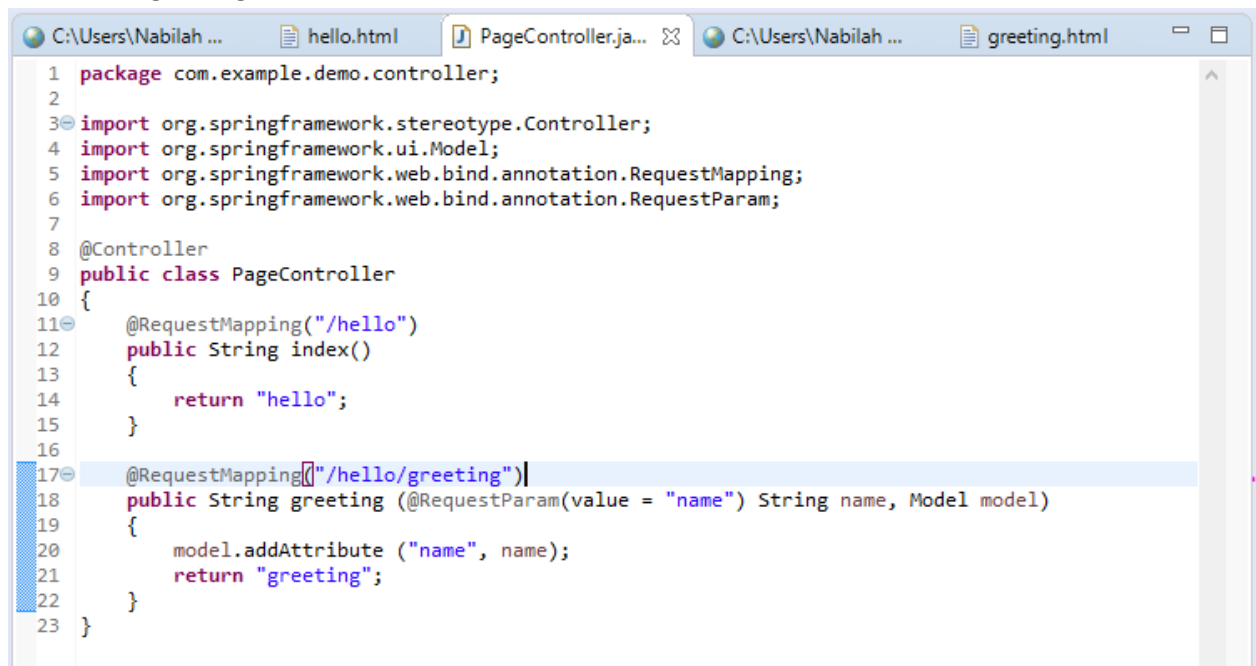 C:\Users\Nabilah ... hello.html PageController.ja... C:\Users\Nabilah ... greeting.html
1 package com.example.demo.controller;
2
3 import org.springframework.stereotype.Controller;
4 import org.springframework.ui.Model;
5 import org.springframework.web.bind.annotation.RequestMapping;
6 import org.springframework.web.bind.annotation.RequestParam;
7
8 @Controller
9 public class PageController
10 {
11     @RequestMapping("/hello")
12     public String index()
13     {
14         return "hello";
15     }
16
17     @RequestMapping("/hello/greeting")
18     public String greeting (@RequestParam(value = "name") String name, Model model)
19     {
20         model.addAttribute ("name", name);
21         return "greeting";
22     }
23 }